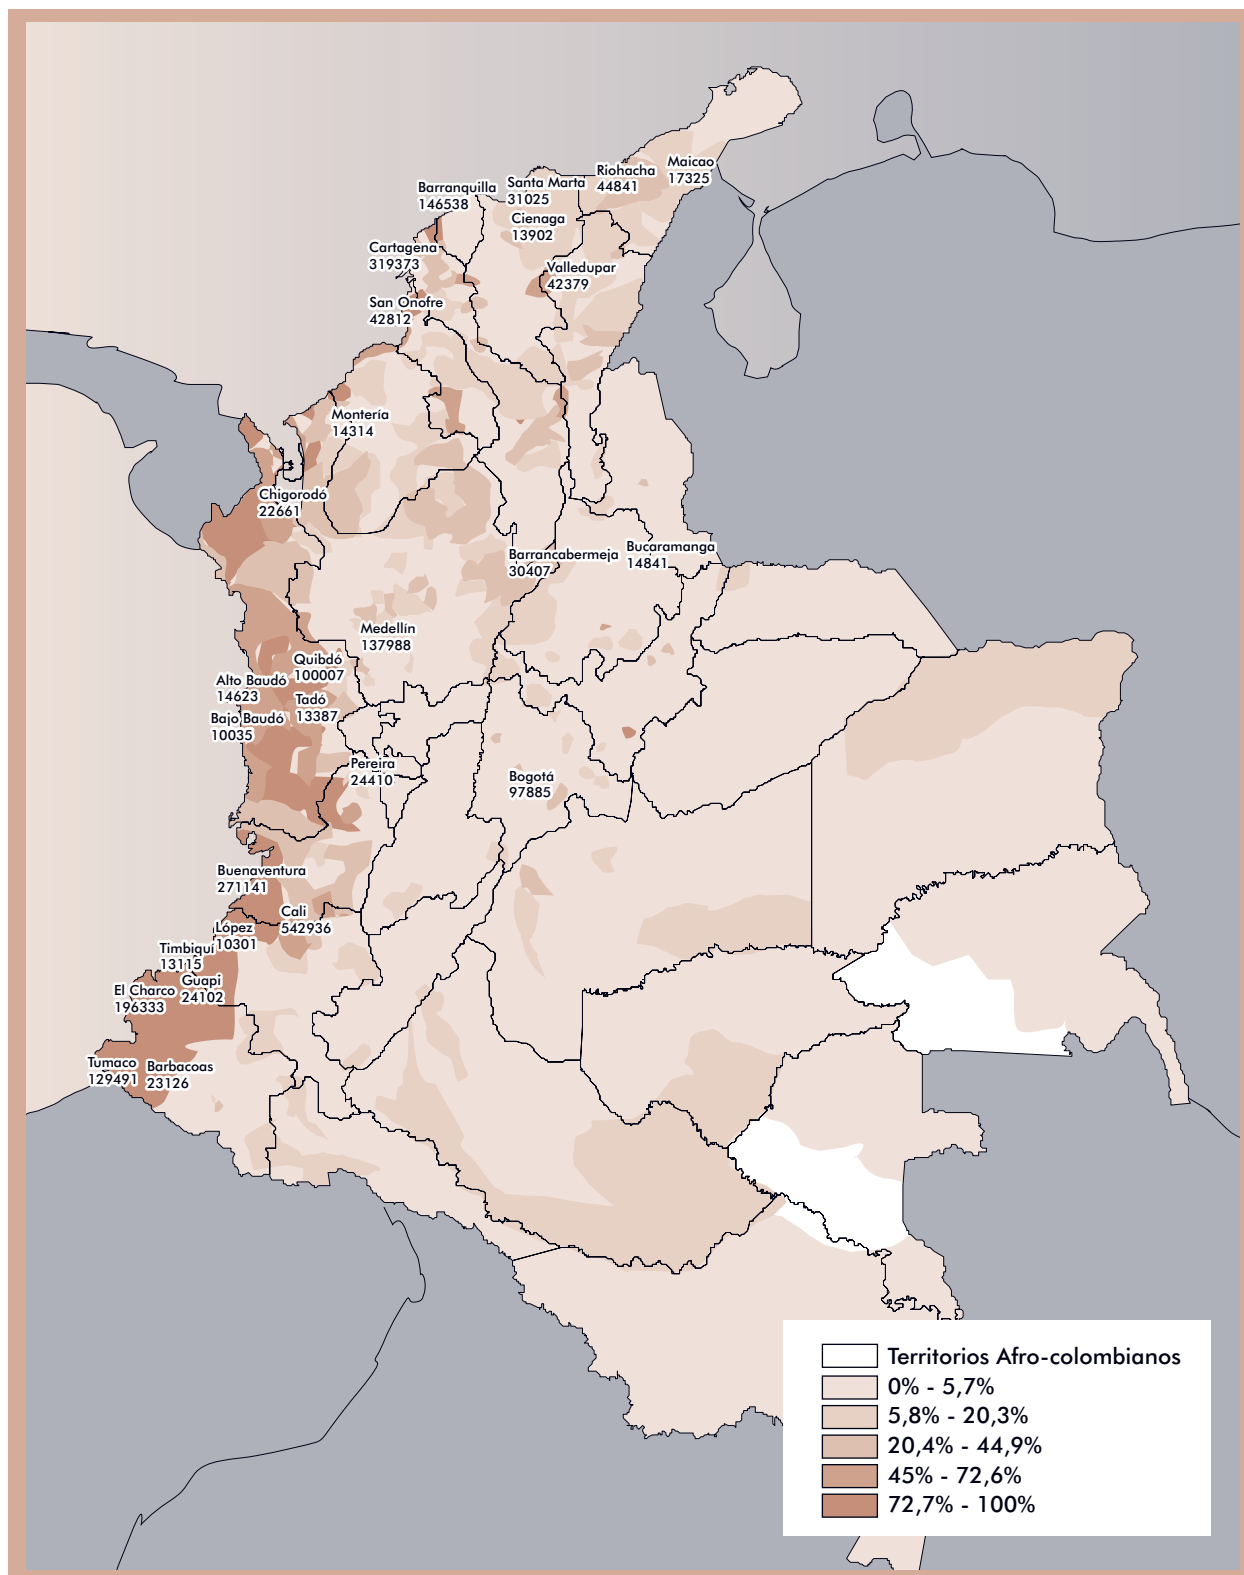 Maicao
17325
Riohacha
44841
Santa Marta
31025
Barranquilla
146538
Cienaga
13902
Cartagena
319373
Valledupar
42379
San Onofre
42812
Montería
14314
Chigorodó
22661
Barrancabermeja
30407
Bucaramanga
14841
Medellín
137988
Quibdó
100007
Alto Baudó
14623
Tadó
13387
Bajo Baudó
10035
Pereira
24410
Bogotá
97885
Buenaventura
271141
Cali
542936
López
10301
Timbiquí
13115
Guapi
24102
El Charco
196333
Tumaco
129491
Barbacoas
23126
Territorios Afro-colombianos
0% - 5,7%
5,8% - 20,3%
20,4% - 44,9%
45% - 72,6%
72,7% - 100%